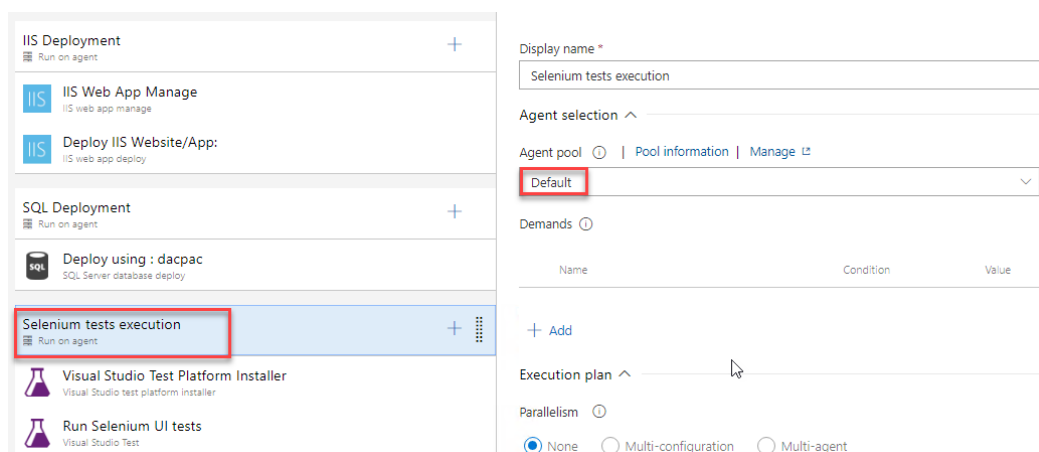 IIS Deployment
Run on agent
IIS
IIS Web App Manage
IIS web app manage
IIS
Deploy IIS Website/App:
IIS web app deploy
SQL Deployment
Run on agent
SQL
Deploy using : dacpac
SQL Server database deploy
Selenium tests execution
Run on agent
Visual Studio Test Platform Installer
Visual Studio test platform installer
Run Selenium UI tests
Visual Studio Test
Display name *
Selenium tests execution
Agent selection
Agent pool | Pool information | Manage
Default
Demands
Name Condition Value
+ Add
Execution plan
Parallelism
None Multi-configuration Multi-agent